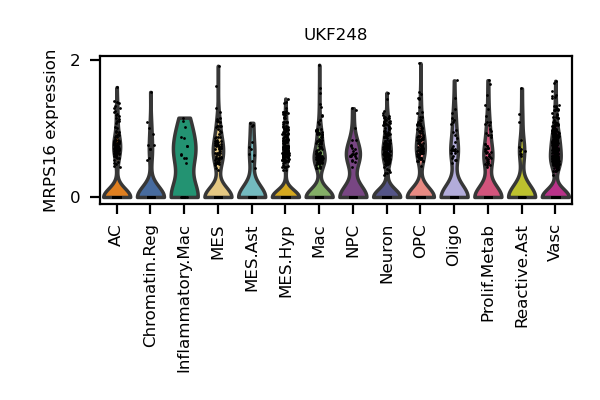 UKF248
MRPS16 expression
2
0
AC
Chromatin.Reg
Inflammatory.Mac
MES
MES.Ast
MES.Hyp
Mac
NPC
Neuron
OPC
Oligo
Prolif.Metab
Reactive.Ast
Vasc